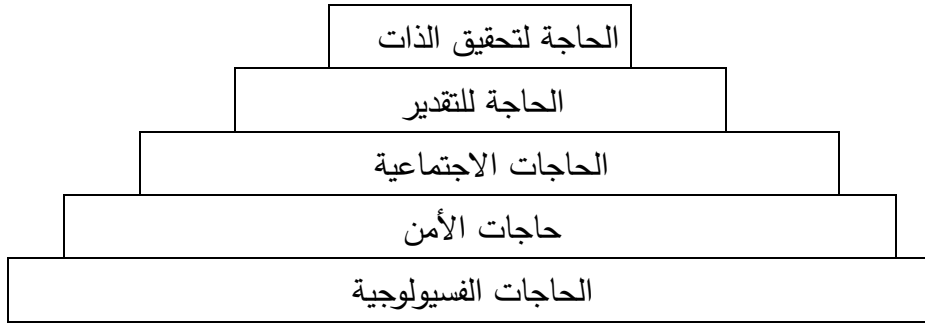 الحاجة لتحقيق الذات
الحاجة للتقدير
الحاجات الاجتماعية
حاجات الأمن
الحاجات الفسيولوجية